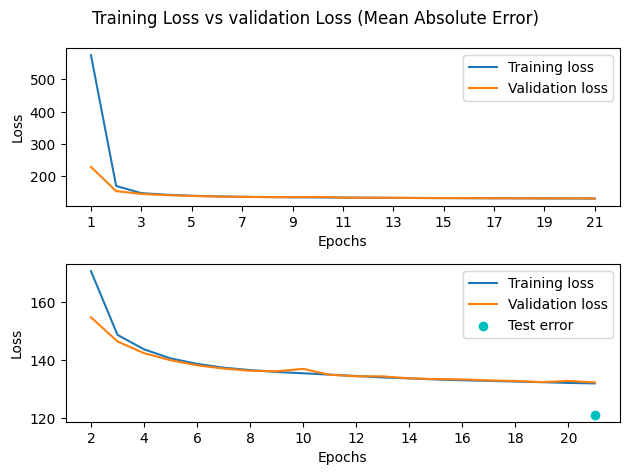 Training Loss vs validation Loss (Mean Absolute Error)
500
400
300
200
Loss
Training loss
Validation loss
1 3 5 7 9 11 13 15 17 19 21
Epochs
160
140
120
Loss
Training loss
Validation loss
Test error
2 4 6 8 10 12 14 16 18 20
Epochs